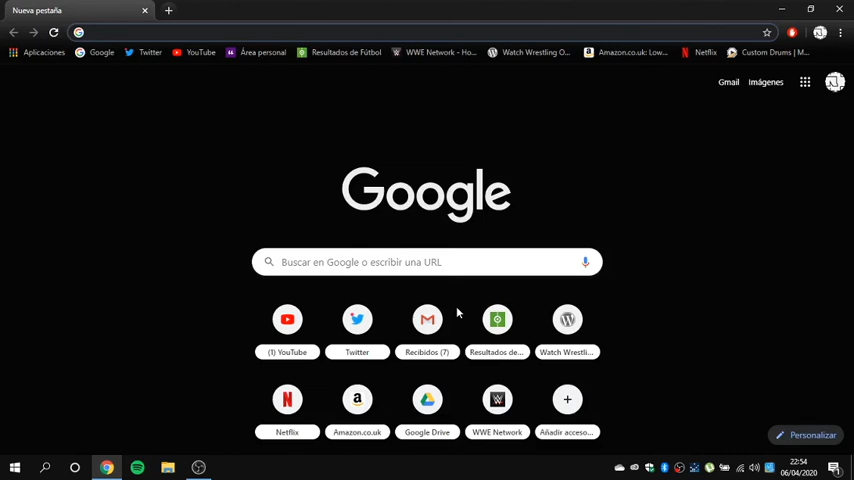 Nueva pestaña
Aplicaciones Google Twitter YouTube Área personal Resultados de Fútbol WWE Network - Ho... Watch Wrestling O... Amazon.co.uk: Low... Netflix Custom Drums | M...
Gmail Imágenes
Google
Buscar en Google o escribir una URL
(1) YouTube Twitter Recibidos (7) Resultados de... Watch Wrestli...
Netflix Amazon.co.uk Google Drive WWE Network Añadir acceso...
Personalizar
22:54
06/04/2020